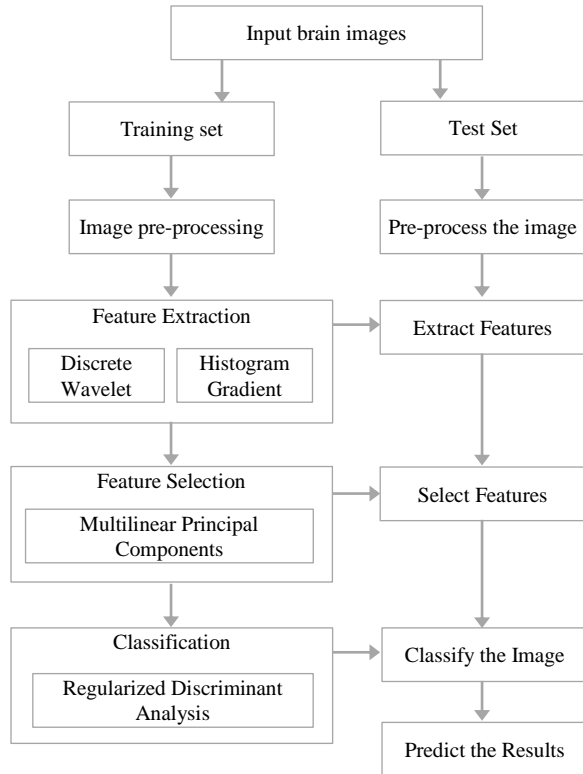 Input brain images
Training set
Test Set
Image pre-processing
Pre-process the image
Feature Extraction
Discrete
Wavelet
Histogram
Gradient
Extract Features
Feature Selection
Multilinear Principal
Components
Select Features
Classification
Regularized Discriminant
Analysis
Classify the Image
Predict the Results